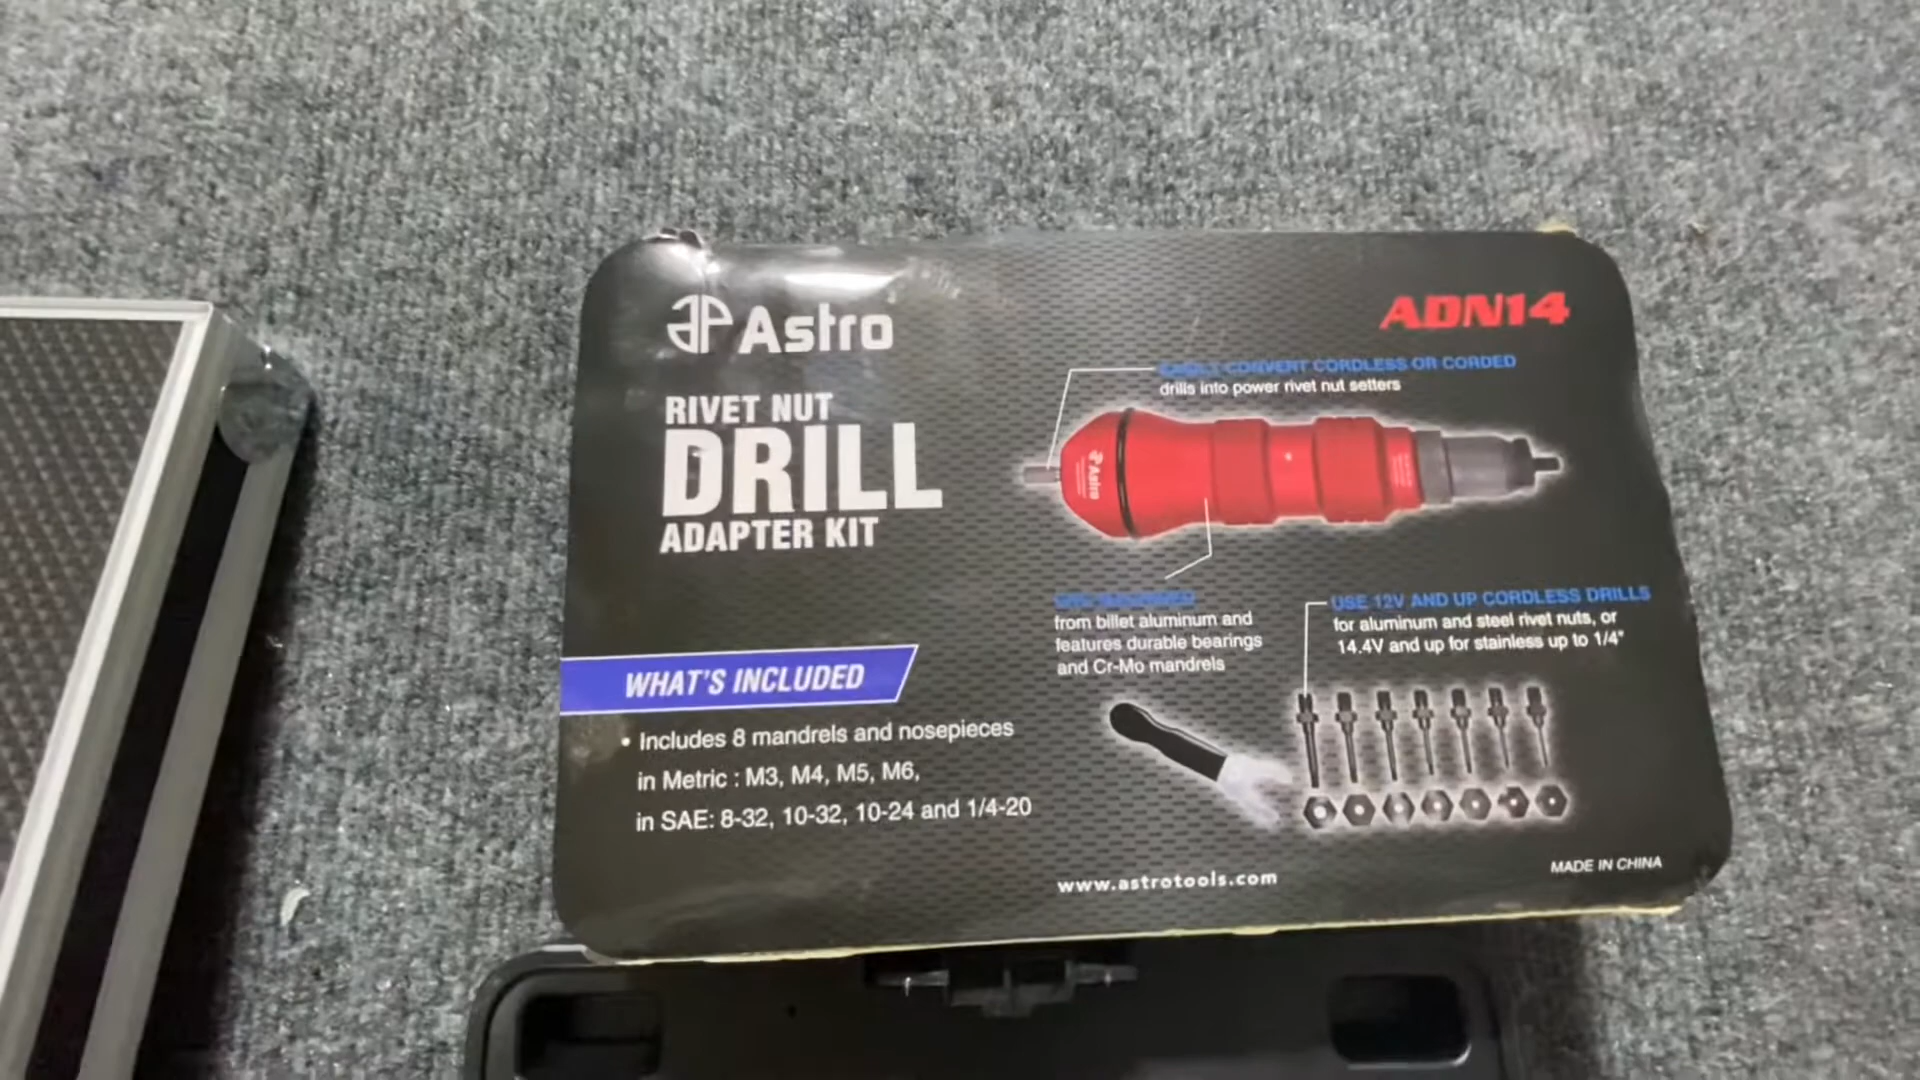 Astro
ADN14
RIVET NUT
DRILL
ADAPTER KIT
EASILY CONVERT CORDLESS OR CORDED
drills into power rivet nut setters
Astro
from billet aluminum and
features durable bearings
and Cr-Mo mandrels
USE 12V AND UP CORDLESS DRILLS
for aluminum and steel rivet nuts, or
14.4V and up for stainless up to 1/4"
WHAT'S INCLUDED
• Includes 8 mandrels and nosepieces
in Metric : M3, M4, M5, M6,
in SAE: 8-32, 10-32, 10-24 and 1/4-20
www.astrotools.com
MADE IN CHINA